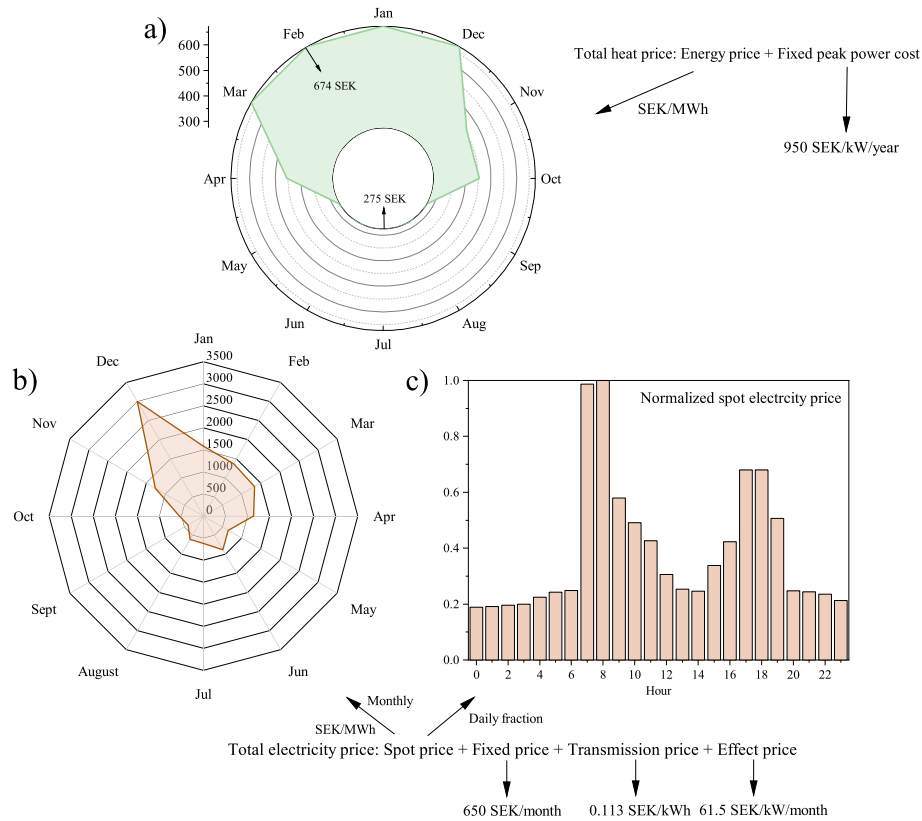 a)
Jan
Feb
Dec
600
500
400
300
674 SEK
Mar
Nov
Apr
Oct
275 SEK
May
Sep
Jun
Aug
Jul
Total heat price: Energy price + Fixed peak power cost
SEK/MWh
950 SEK/kW/year
b)
Jan
Dec
Feb
3500
3000
2500
2000
1500
1000
500
0
Nov
Mar
Oct
Apr
Sept
May
August
Jun
Jul
c)
Normalized spot electrcity price
1.0
0.8
0.6
0.4
0.2
0.0
0 2 4 6 8 10 12 14 16 18 20 22
Hour
Monthly
SEK/MWh
Daily fraction
Total electricity price: Spot price + Fixed price + Transmission price + Effect price
650 SEK/month 0.113 SEK/kWh 61.5 SEK/kW/month